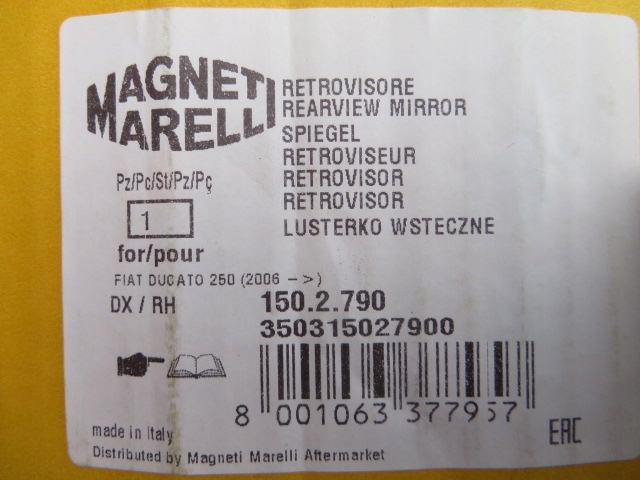 MAGNETI
MARELLI
RETROVISORE
REARVIEW MIRROR
SPIEGEL
RETROVISEUR
RETROVISOR
RETROVISOR
LUSTERKO WSTECZNE
Pz/Pc/St/Pz/Pç
1
for/pour
FIAT DUCATO 250 (2006 ->)
DX / RH
150.2.790
350315027900
8 001063 377957
made in Italy
Distributed by Magneti Marelli Aftermarket
EAC